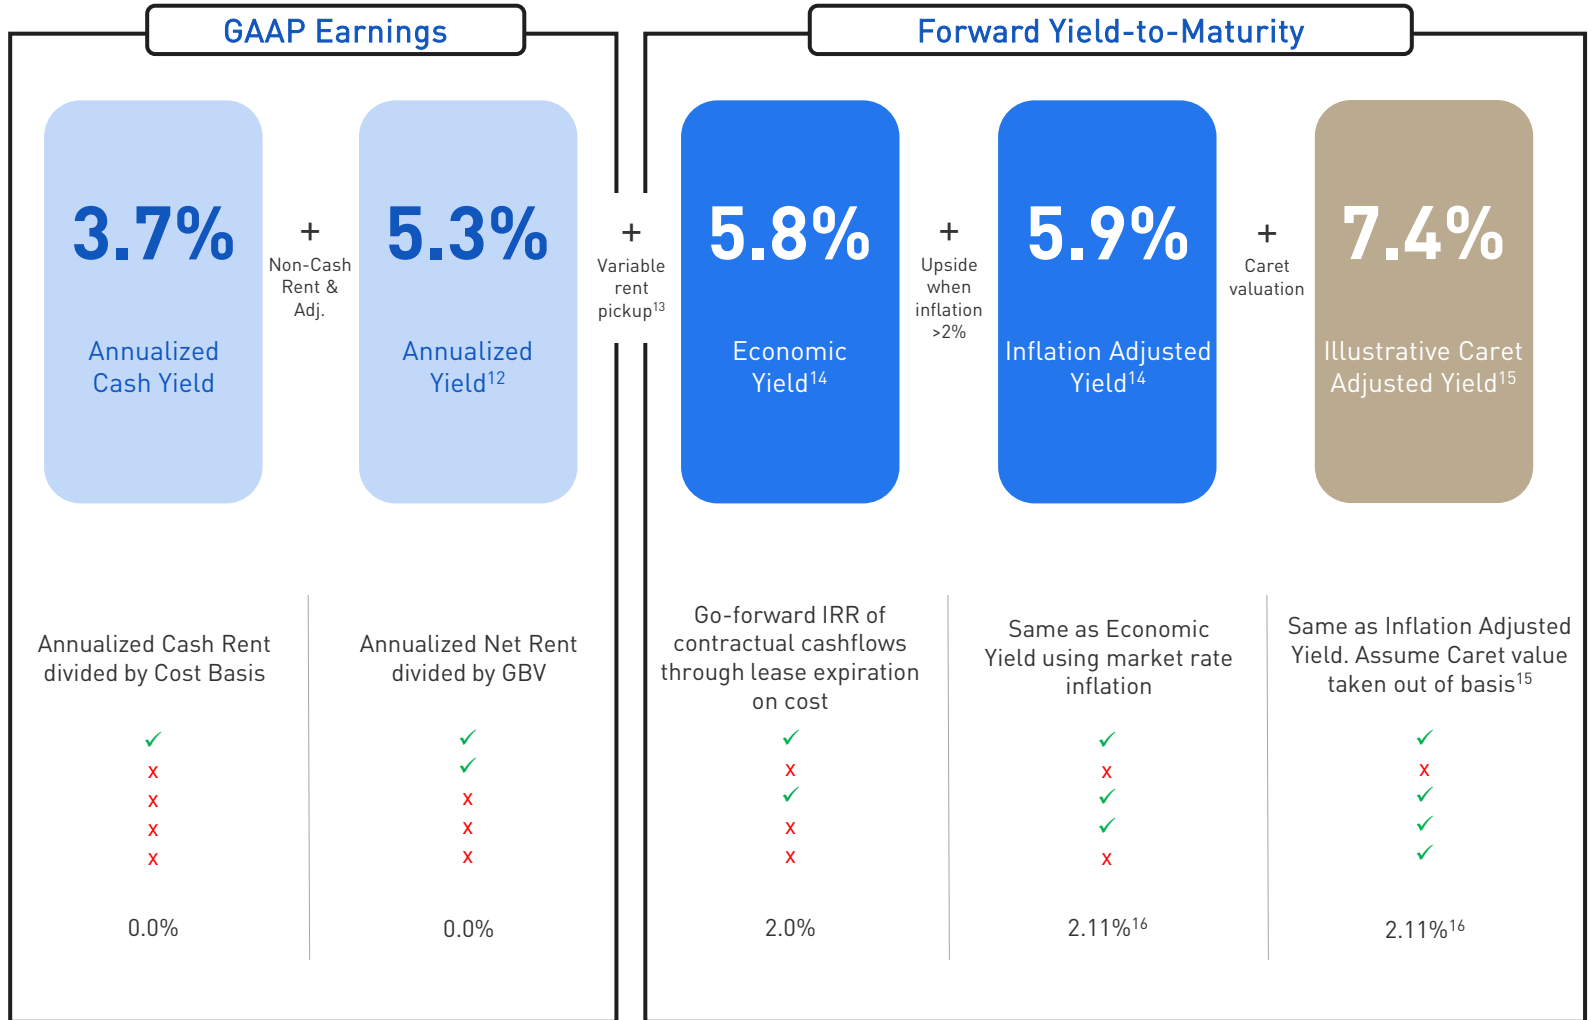 GAAP Earnings
Forward Yield-to-Maturity
3.7%
Annualized
Cash Yield
+
Non-Cash
Rent &
Adj.
5.3%
Annualized
Yield12
+
Variable
rent
pickup13
5.8%
Economic
Yield14
+
Upside
when
inflation
>2%
5.9%
Inflation Adjusted
Yield14
+
Caret
valuation
7.4%
Illustrative Caret
Adjusted Yield15
Annualized Cash Rent
divided by Cost Basis
Annualized Net Rent
divided by GBV
Go-forward IRR of
contractual cashflows
through lease expiration
on cost
Same as Economic
Yield using market rate
inflation
Same as Inflation Adjusted
Yield. Assume Caret value
taken out of basis15
✓ ✓ ✓ ✓ ✓
x ✓ x x x
x x ✓ ✓ ✓
x x x ✓ ✓
x x x x ✓
0.0% 0.0% 2.0% 2.11%16 2.11%16